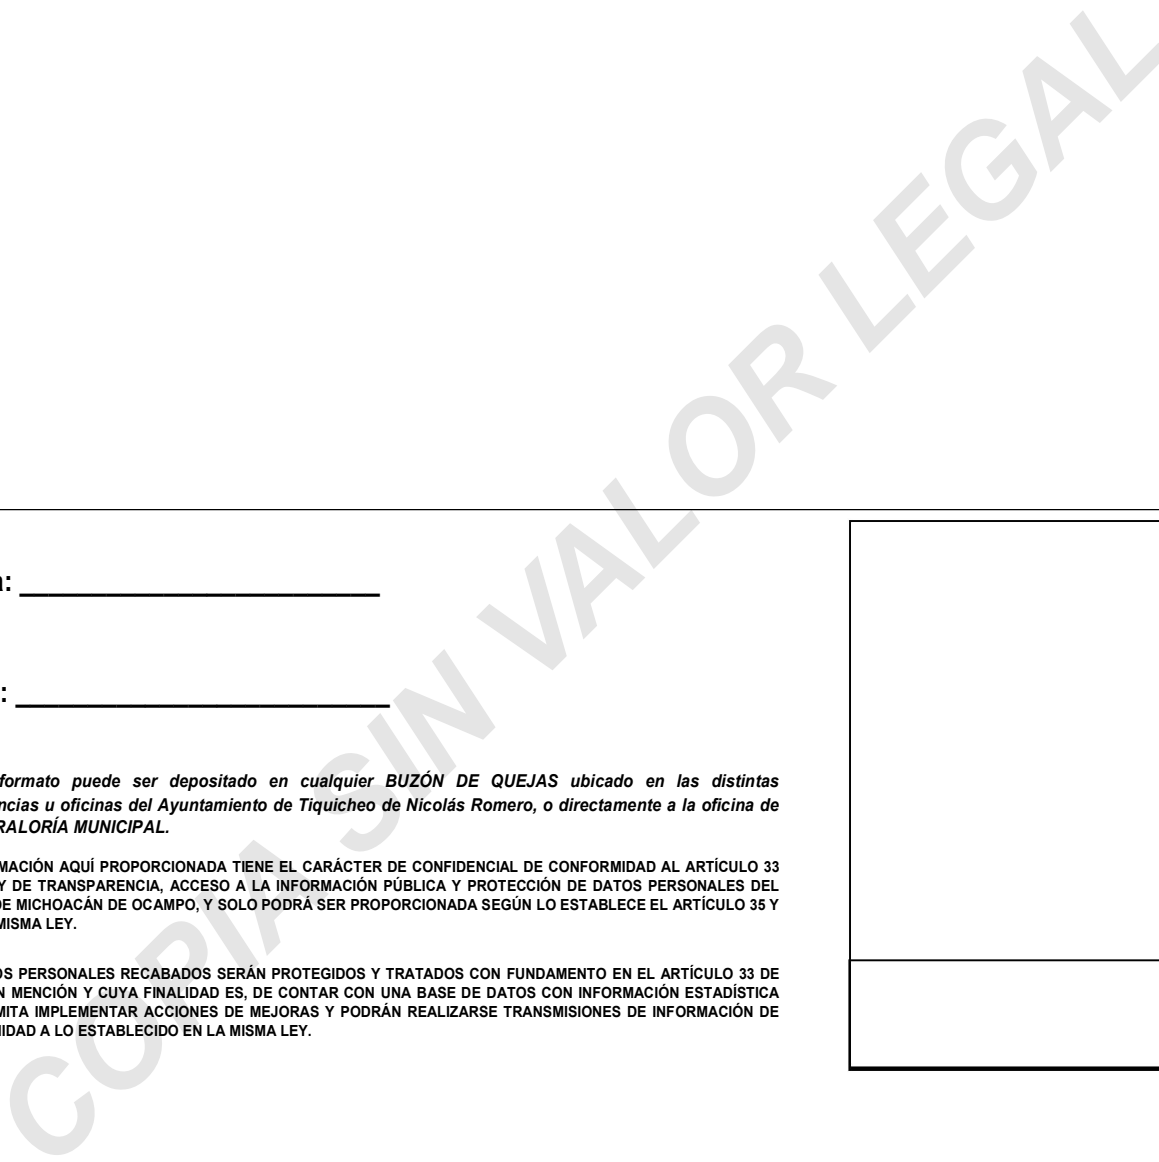 a: ____________________________
: ____________________________
formato puede ser depositado en cualquier BUZÓN DE QUEJAS ubicado en las distintas
ncias u oficinas del Ayuntamiento de Tiquicheo de Nicolás Romero, o directamente a la oficina de
RALORÍA MUNICIPAL.
MACIÓN AQUÍ PROPORCIONADA TIENE EL CARÁCTER DE CONFIDENCIAL DE CONFORMIDAD AL ARTÍCULO 33
Y DE TRANSPARENCIA, ACCESO A LA INFORMACIÓN PÚBLICA Y PROTECCIÓN DE DATOS PERSONALES DEL
DE MICHOACÁN DE OCAMPO, Y SOLO PODRÁ SER PROPORCIONADA SEGÚN LO ESTABLECE EL ARTÍCULO 35 Y
MISMA LEY.
OS PERSONALES RECABADOS SERÁN PROTEGIDOS Y TRATADOS CON FUNDAMENTO EN EL ARTÍCULO 33 DE
N MENCIÓN Y CUYA FINALIDAD ES, DE CONTAR CON UNA BASE DE DATOS CON INFORMACIÓN ESTADÍSTICA
MITA IMPLEMENTAR ACCIONES DE MEJORAS Y PODRÁN REALIZARSE TRANSMISIONES DE INFORMACIÓN DE
IDAD A LO ESTABLECIDO EN LA MISMA LEY.
COPIA SIN VALOR LEGAL